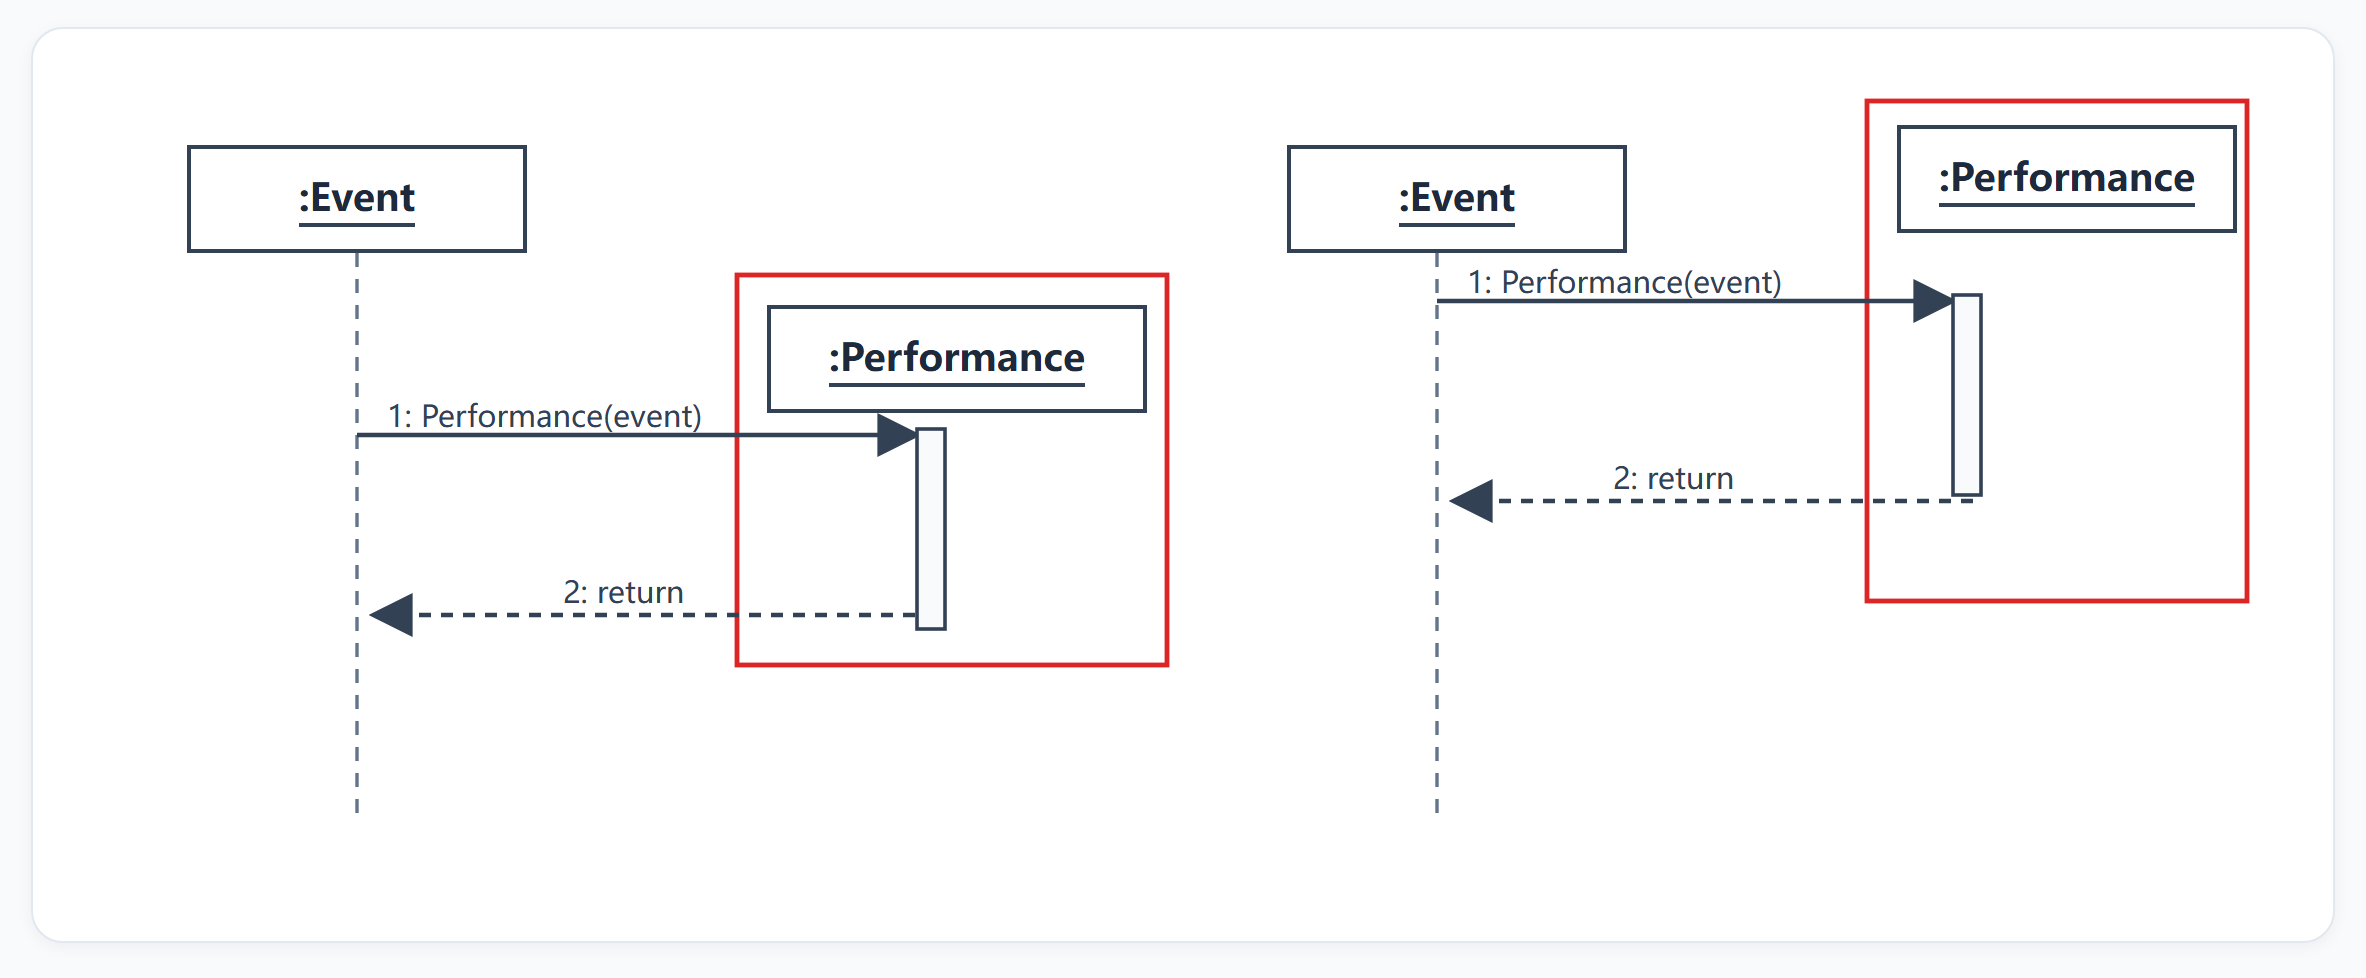 :Event
:Performance
1: Performance(event)
2: return
:Event
:Performance
1: Performance(event)
2: return